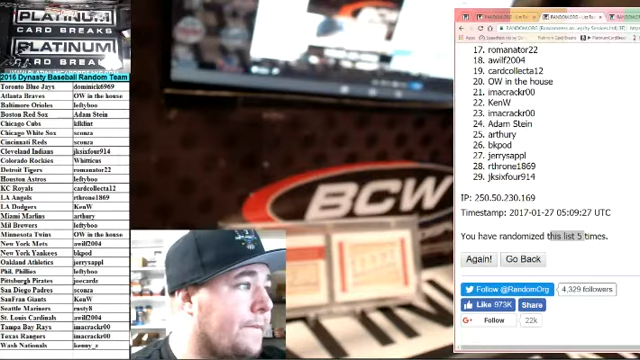 PLATINUM
CARD BREAKS
PLATINUM
CARD BREAKS
2016 Dynasty Baseball Random Team
Toronto Blue Jays dominick6969
Atlanta Braves OW in the house
Baltimore Orioles leftyboo
Boston Red Sox Adam Stein
Chicago Cubs klklint
Chicago White Sox sconza
Cincinnati Reds sconza
Cleveland Indians jksixfour914
Colorado Rockies Whitticus
Detroit Tigers romanator22
Houston Astros leftyboo
KC Royals cardcollecta12
LA Angels rthrone1869
LA Dodgers KenW
Miami Marlins arthury
Mil Brewers leftyboo
Minnesota Twins OW in the house
New York Mets awilf2004
New York Yankees bkpod
Oakland Athletics jerrysappl
Phil. Phillies leftyboo
Pittsburgh Pirates joecards
San Diego Padres sconza
SanFran Giants KenW
Seattle Mariners rusty8
St. Louis Cardinals awilf2004
Tampa Bay Rays imacrackr00
Texas Rangers imacrackr00
Wash Nationals kenny_s
BCW
17. romanator22
18. awilf2004
19. cardcollecta12
20. OW in the house
21. imacrackr00
22. KenW
23. imacrackr00
24. Adam Stein
25. arthury
26. bkpod
27. jerrysappl
28. rthrone1869
29. jksixfour914
IP: 250.50.230.169
Timestamp: 2017-01-27 05:09:27 UTC
You have randomized this list 5 times.
Again! Go Back
Follow @RandomOrg 4,329 followers
Like 973K Share
Follow 22k